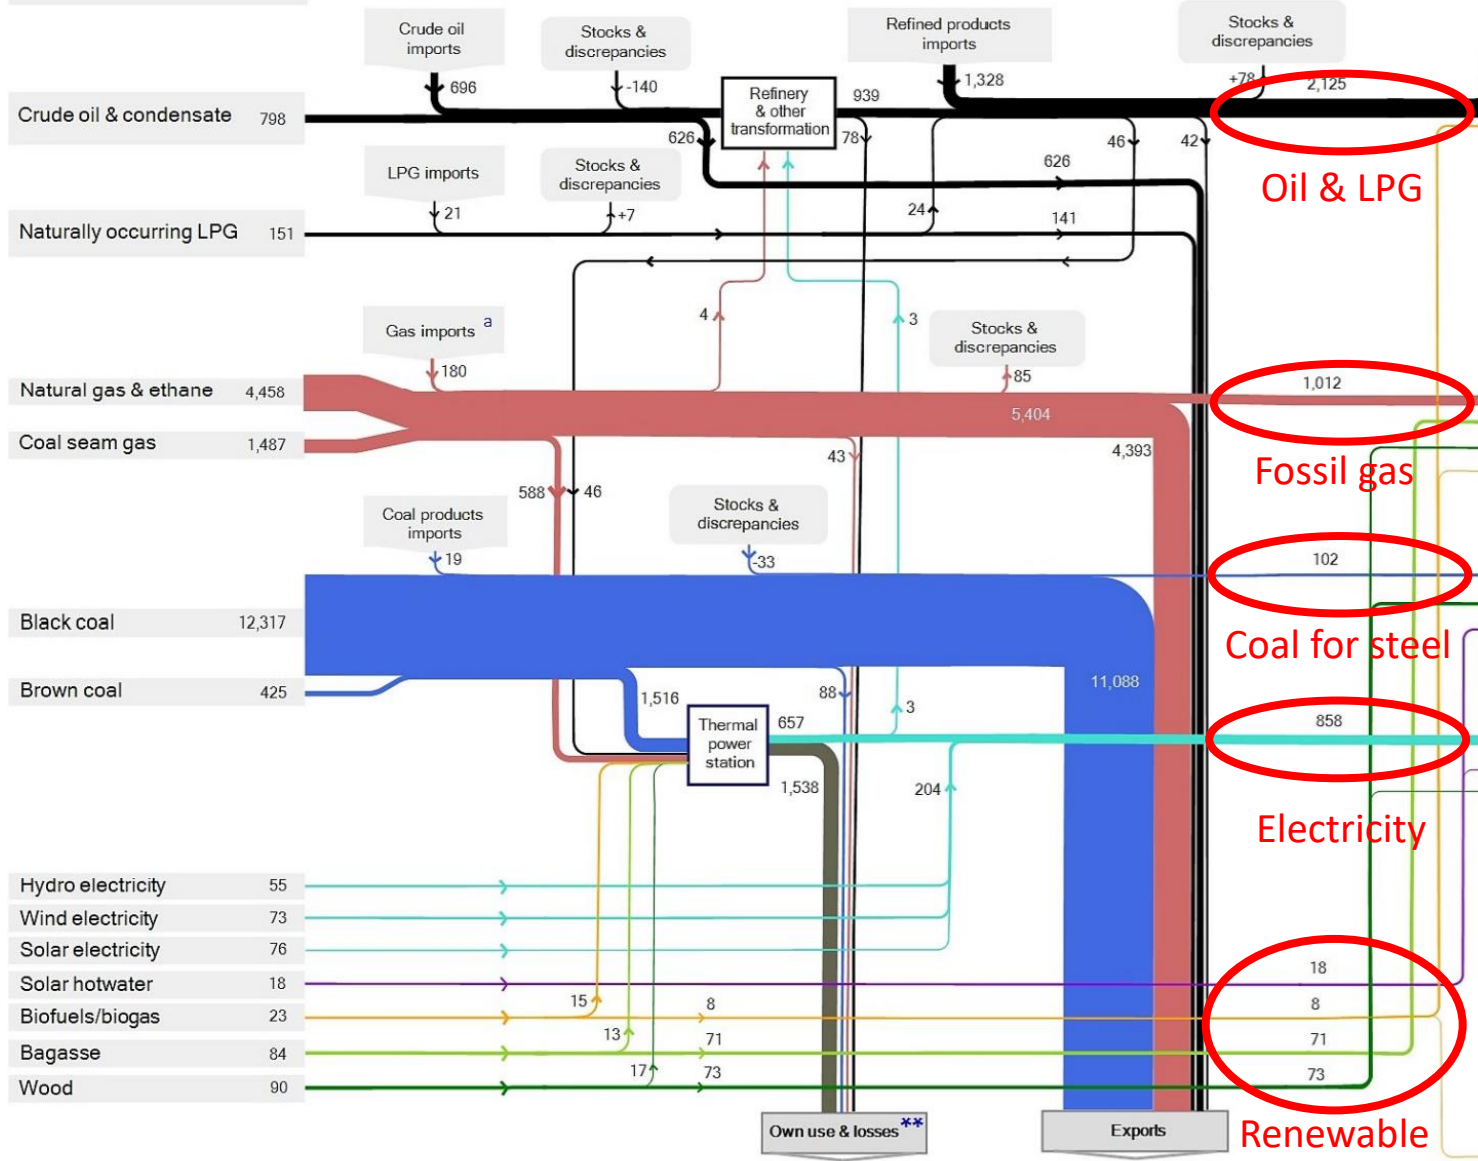 Crude oil
imports
Stocks &
discrepancies
Refined products
imports
Stocks &
discrepancies
696
-140
1,328
+78
2,125
Refinery
& other
transformation
939
Crude oil & condensate 798
626
78
46
42
626
Oil & LPG
LPG imports
Stocks &
discrepancies
21
+7
24
141
Naturally occurring LPG 151
4
3
Gas imports a
Stocks &
discrepancies
180
85
1,012
Natural gas & ethane 4,458
5,404
Coal seam gas 1,487
43
4,393
Fossil gas
588
46
Coal products
imports
Stocks &
discrepancies
19
-33
102
Black coal 12,317
Coal for steel
Brown coal 425
1,516
88
3
11,088
Thermal
power
station
657
858
1,538
204
Electricity
Hydro electricity 55
Wind electricity 73
Solar electricity 76
Solar hotwater 18
18
Biofuels/biogas 23
15
8
8
Bagasse 84
13
71
71
Wood 90
17
73
73
Own use & losses**
Exports
Renewable